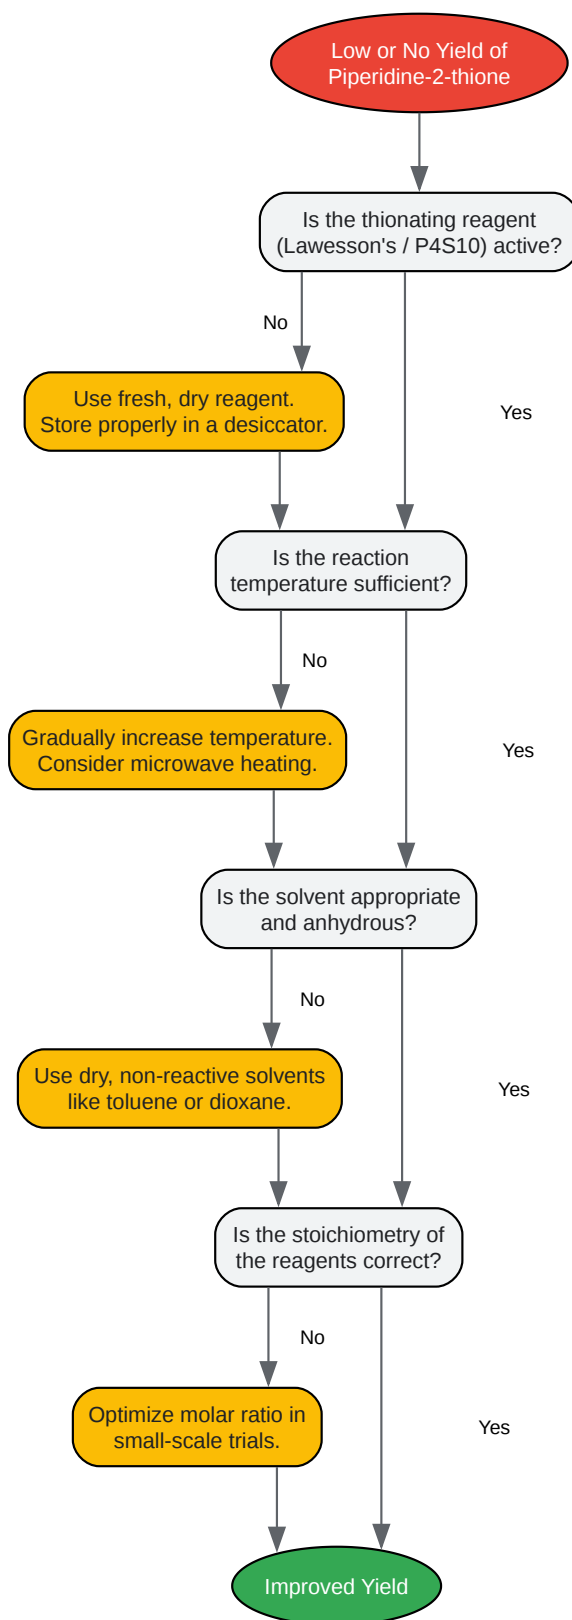 Low or No Yield of
Piperidine-2-thione
Is the thionating reagent
(Lawesson's / P4S10) active?
No
Use fresh, dry reagent.
Store properly in a desiccator.
Yes
Is the reaction
temperature sufficient?
No
Gradually increase temperature.
Consider microwave heating.
Yes
Is the solvent appropriate
and anhydrous?
No
Use dry, non-reactive solvents
like toluene or dioxane.
Yes
Is the stoichiometry of
the reagents correct?
No
Optimize molar ratio in
small-scale trials.
Yes
Improved Yield